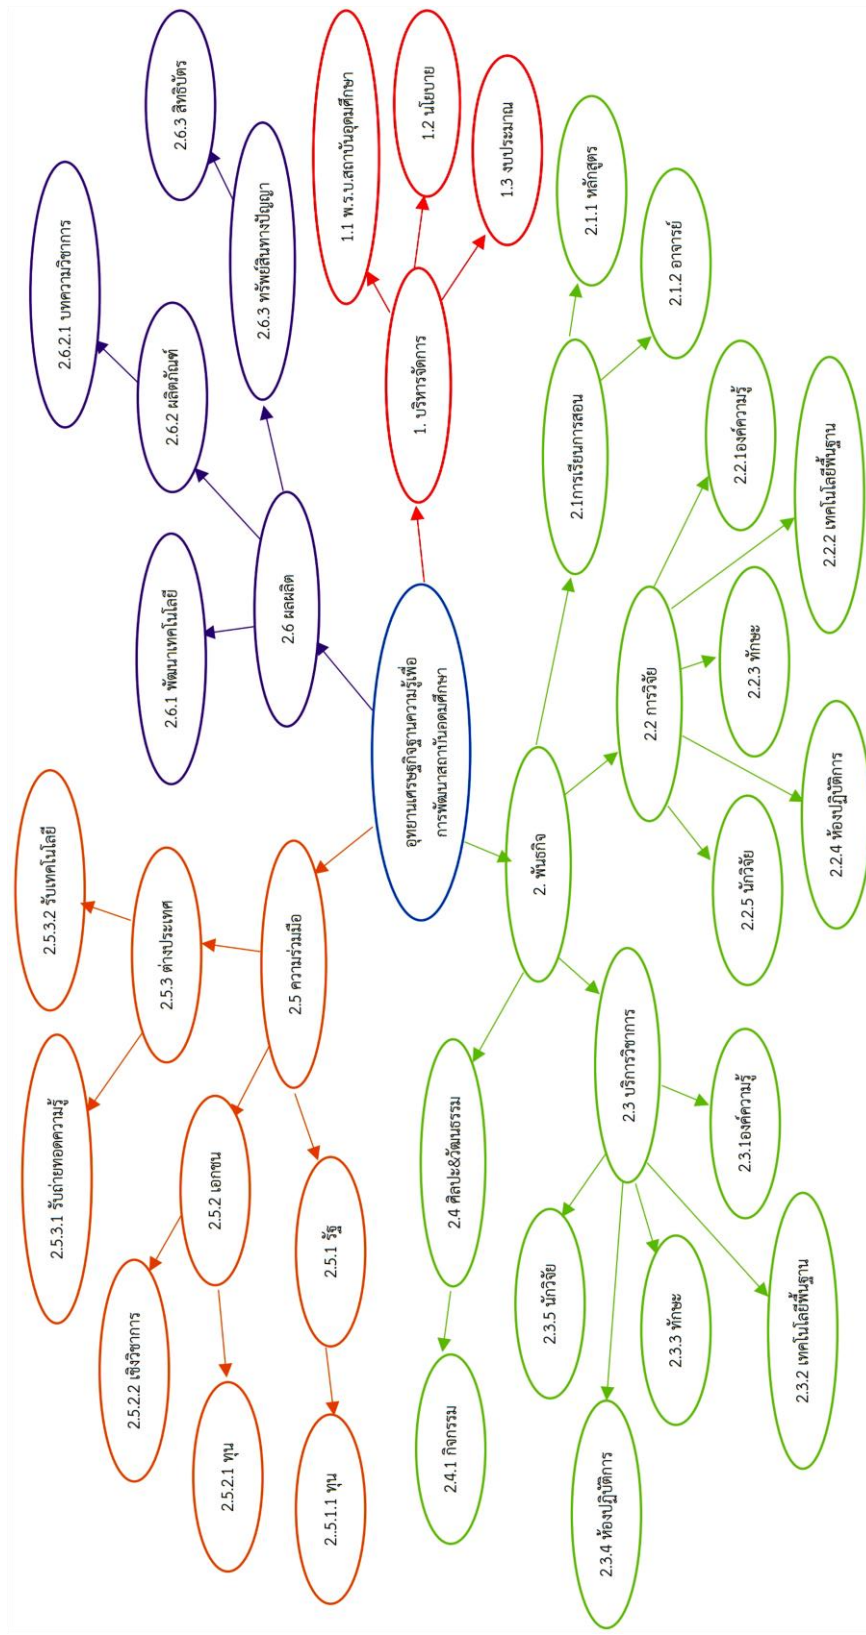 อุทยานเศรษฐกิจฐานความรู้เพื่อ
การพัฒนาสถาบันอุดมศึกษา
1. บริหารจัดการ
1.1 พ.ร.บ.สถาบันอุดมศึกษา
1.2 นโยบาย
1.3 งบประมาณ
2. พันธกิจ
2.1การเรียนการสอน
2.1.1 หลักสูตร
2.1.2 อาจารย์
2.2 การวิจัย
2.2.1องค์ความรู้
2.2.2 เทคโนโลยีพื้นฐาน
2.2.3 ทักษะ
2.2.4 ห้องปฏิบัติการ
2.2.5 นักวิจัย
2.3 บริการวิชาการ
2.3.1องค์ความรู้
2.3.2 เทคโนโลยีพื้นฐาน
2.3.3 ทักษะ
2.3.4 ห้องปฏิบัติการ
2.3.5 นักวิจัย
2.4 ศิลปะ&วัฒนธรรม
2.4.1 กิจกรรม
2.5 ความร่วมมือ
2.5.1 รัฐ
2..5.1.1 ทุน
2.5.2 เอกชน
2.5.2.1 ทุน
2.5.2.2 เชิงวิชาการ
2.5.3 ต่างประเทศ
2.5.3.1 รับถ่ายทอดความรู้
2.5.3.2 รับเทคโนโลยี
2.6 ผลผลิต
2.6.1 พัฒนาเทคโนโลยี
2.6.2 ผลิตภัณฑ์
2.6.2.1 บทความวิชาการ
2.6.3 ทรัพย์สินทางปัญญา
2.6.3 สิทธิบัตร